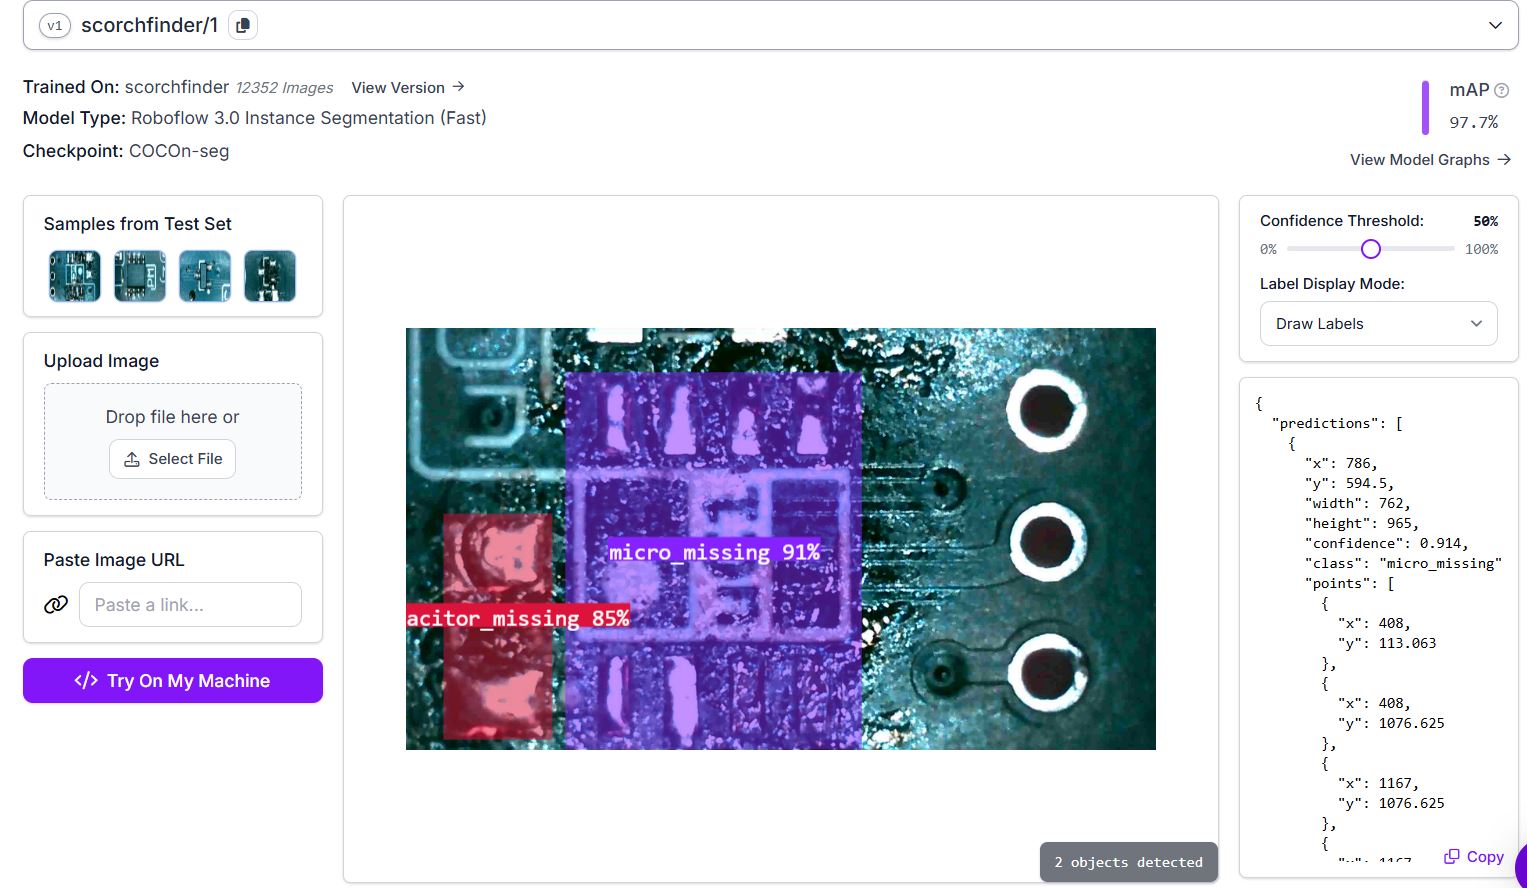 v1 scorchfinder/1
Trained On: scorchfinder 12352 Images View Version →
Model Type: Roboflow 3.0 Instance Segmentation (Fast)
Checkpoint: COCOn-seg
mAP ?
97.7%
View Model Graphs →
Samples from Test Set
Upload Image
Drop file here or
Select File
Paste Image URL
Paste a link...
</> Try On My Machine
micro_missing 91%
acitor_missing 85%
2 objects detected
Confidence Threshold: 50%
0% 100%
Label Display Mode:
Draw Labels
{
"predictions": [
{
"x": 786,
"y": 594.5,
"width": 762,
"height": 965,
"confidence": 0.914,
"class": "micro_missing"
"points": [
{
"x": 408,
"y": 113.063
},
{
"x": 408,
"y": 1076.625
},
{
"x": 1167,
"y": 1076.625
},
{
"x": 1167
Copy